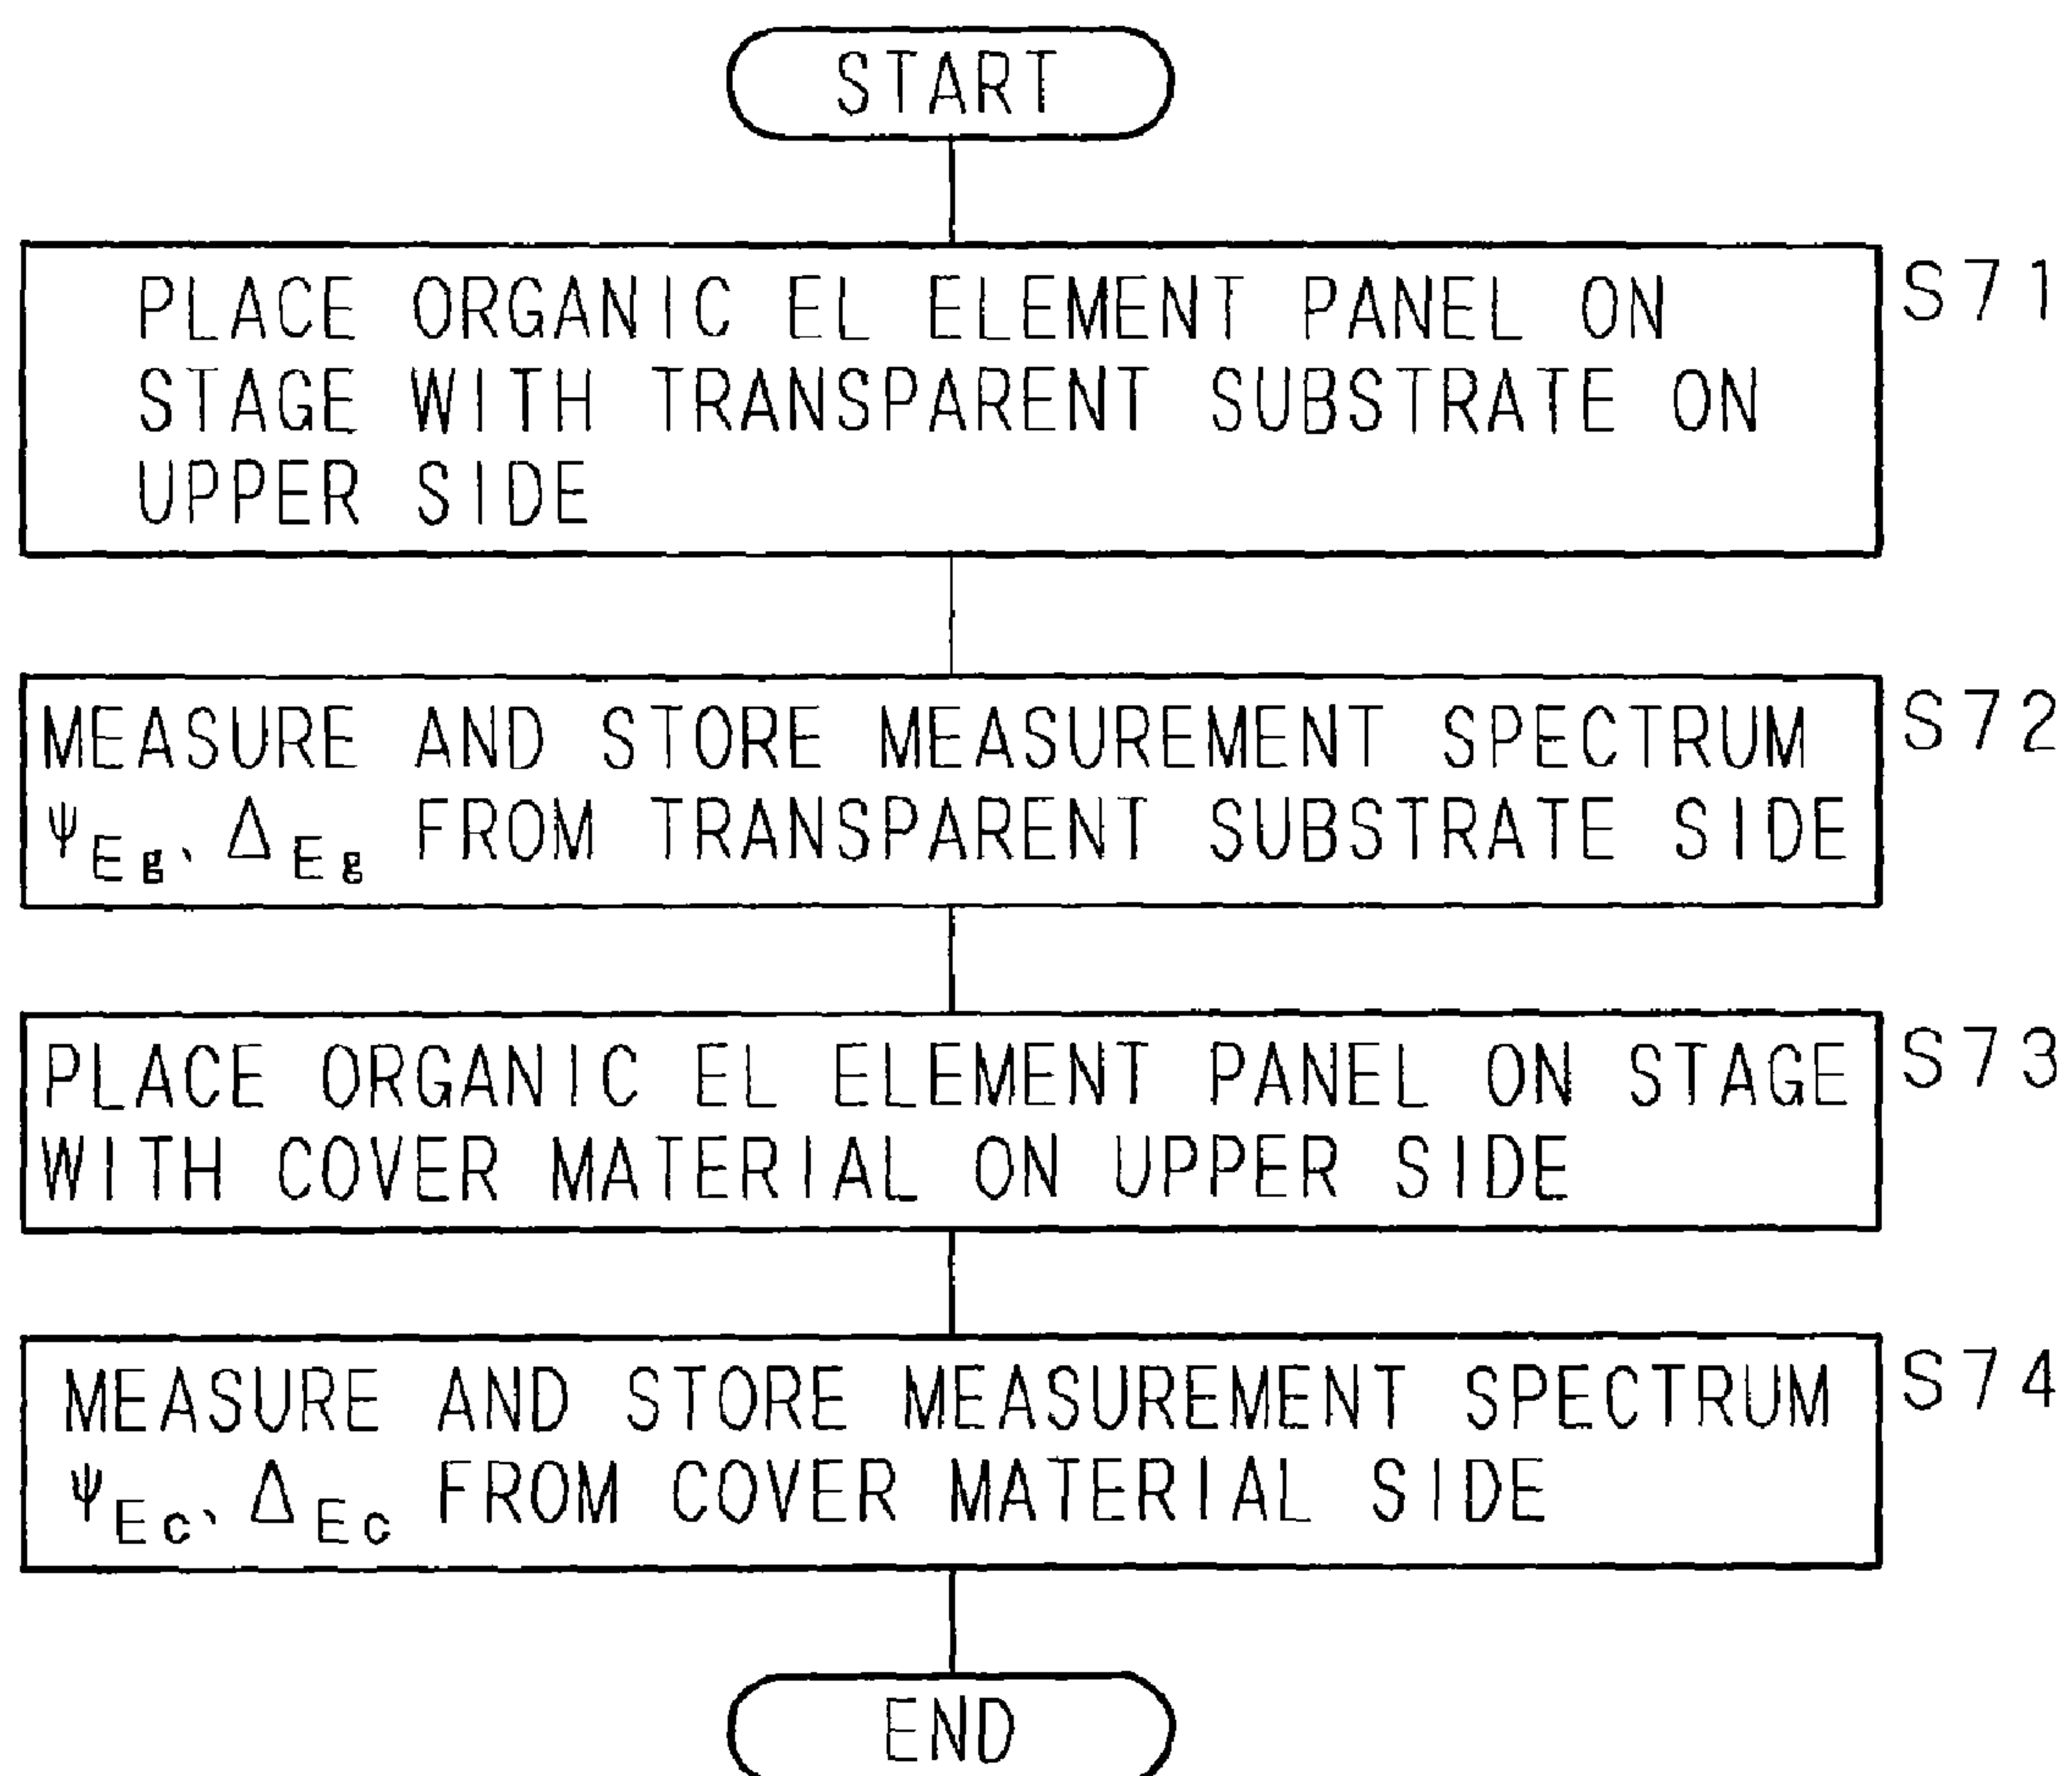 START
PLACE ORGANIC EL ELEMENT PANEL ON
STAGE WITH TRANSPARENT SUBSTRATE ON
UPPER SIDE
S71
MEASURE AND STORE MEASUREMENT SPECTRUM
ΨEg、ΔEg FROM TRANSPARENT SUBSTRATE SIDE
S72
PLACE ORGANIC EL ELEMENT PANEL ON STAGE
WITH COVER MATERIAL ON UPPER SIDE
S73
MEASURE AND STORE MEASUREMENT SPECTRUM
ΨEc、ΔEc FROM COVER MATERIAL SIDE
S74
END